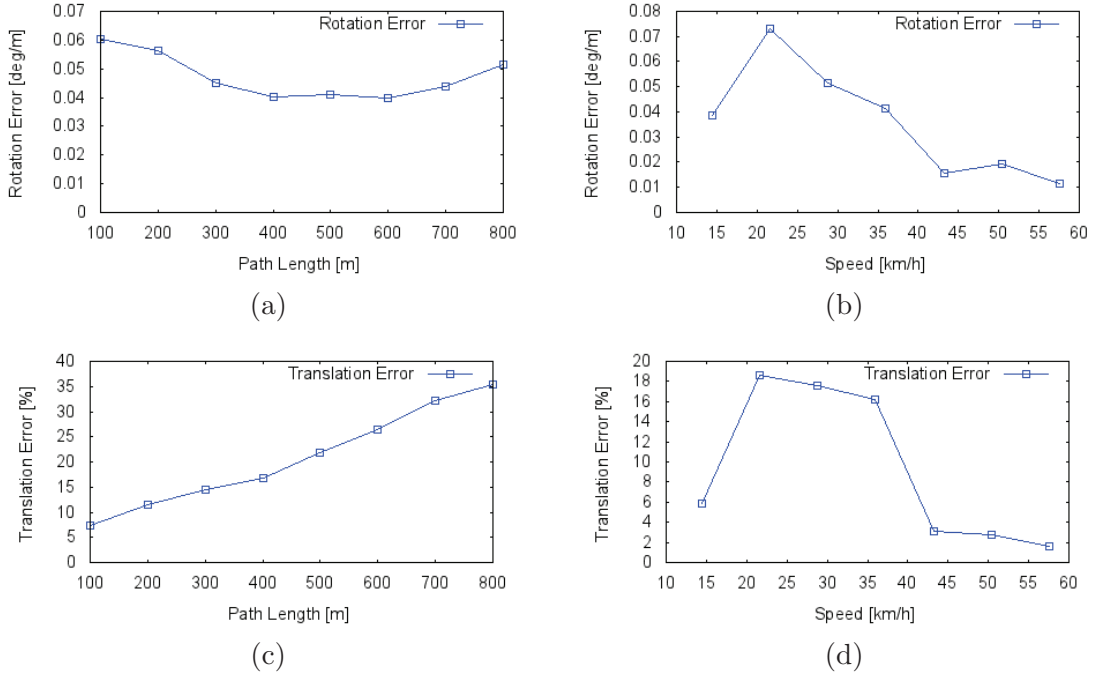 0.07
0.06
0.05
0.04
0.03
0.02
0.01
0
Rotation Error [deg/m]
Rotation Error
100 200 300 400 500 600 700 800
Path Length [m]
(a)
0.08
0.07
0.06
0.05
0.04
0.03
0.02
0.01
0
Rotation Error [deg/m]
Rotation Error
10 15 20 25 30 35 40 45 50 55 60
Speed [km/h]
(b)
40
35
30
25
20
15
10
5
0
Translation Error [%]
Translation Error
100 200 300 400 500 600 700 800
Path Length [m]
(c)
20
18
16
14
12
10
8
6
4
2
0
Translation Error [%]
Translation Error
10 15 20 25 30 35 40 45 50 55 60
Speed [km/h]
(d)